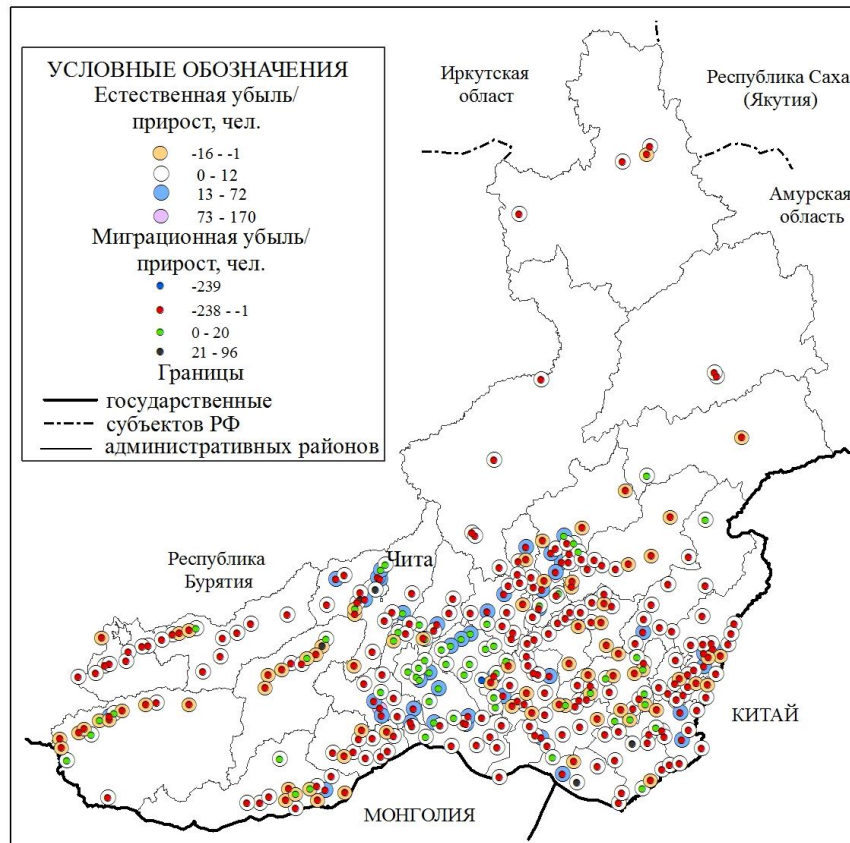 УСЛОВНЫЕ ОБОЗНАЧЕНИЯ
Естественная убыль/
прирост, чел.
-16 - -1
0 - 12
13 - 72
73 - 170
Миграционная убыль/
прирост, чел.
-239
-238 - -1
0 - 20
21 - 96
Границы
государственные
субъектов РФ
административных районов
Иркутская
област
Республика Саха
(Якутия)
Амурская
область
Республика
Бурятия
Чита
КИТАЙ
МОНГОЛИЯ